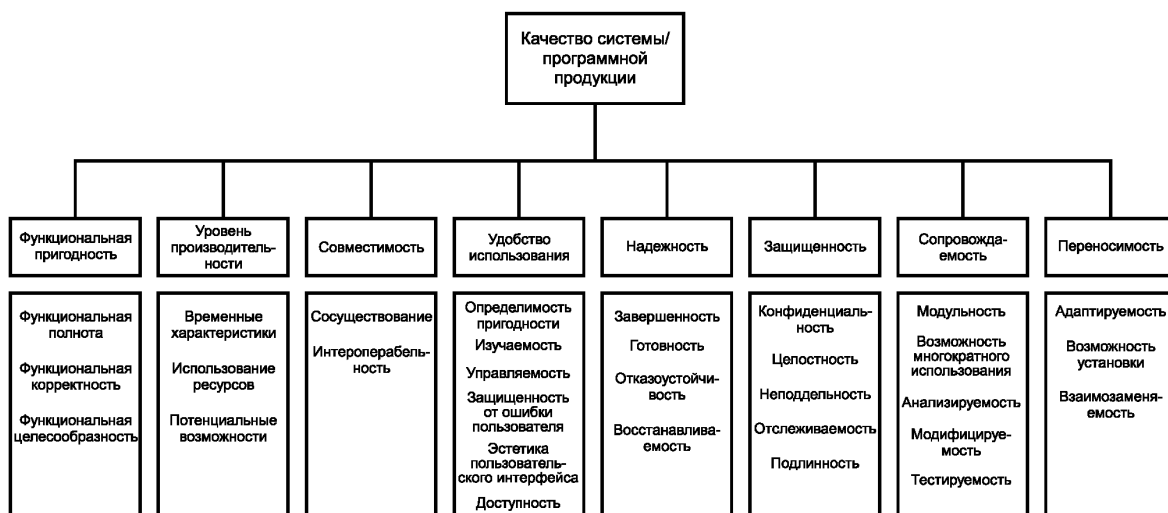 Качество системы/
программной
продукции
Функциональная
пригодность
Уровень
производитель-
ности
Совместимость
Удобство
использования
Надежность
Защищенность
Сопровожда-
емость
Переносимость
Функциональная
полнота
Функциональная
корректность
Функциональная
целесообразность
Временные
характеристики
Использование
ресурсов
Потенциальные
возможности
Сосуществование
Интероперабель-
ность
Определимость
пригодности
Изучаемость
Управляемость
Защищенность
от ошибки
пользователя
Эстетика
пользователь-
ского интерфейса
Доступность
Завершенность
Готовность
Отказоустойчи-
вость
Восстанавлива-
емость
Конфиденциаль-
ность
Целостность
Неподдельность
Отслеживаемость
Подлинность
Модульность
Возможность
многократного
использования
Анализируемость
Модифицируе-
мость
Тестируемость
Адаптируемость
Возможность
установки
Взаимозаменя-
емость